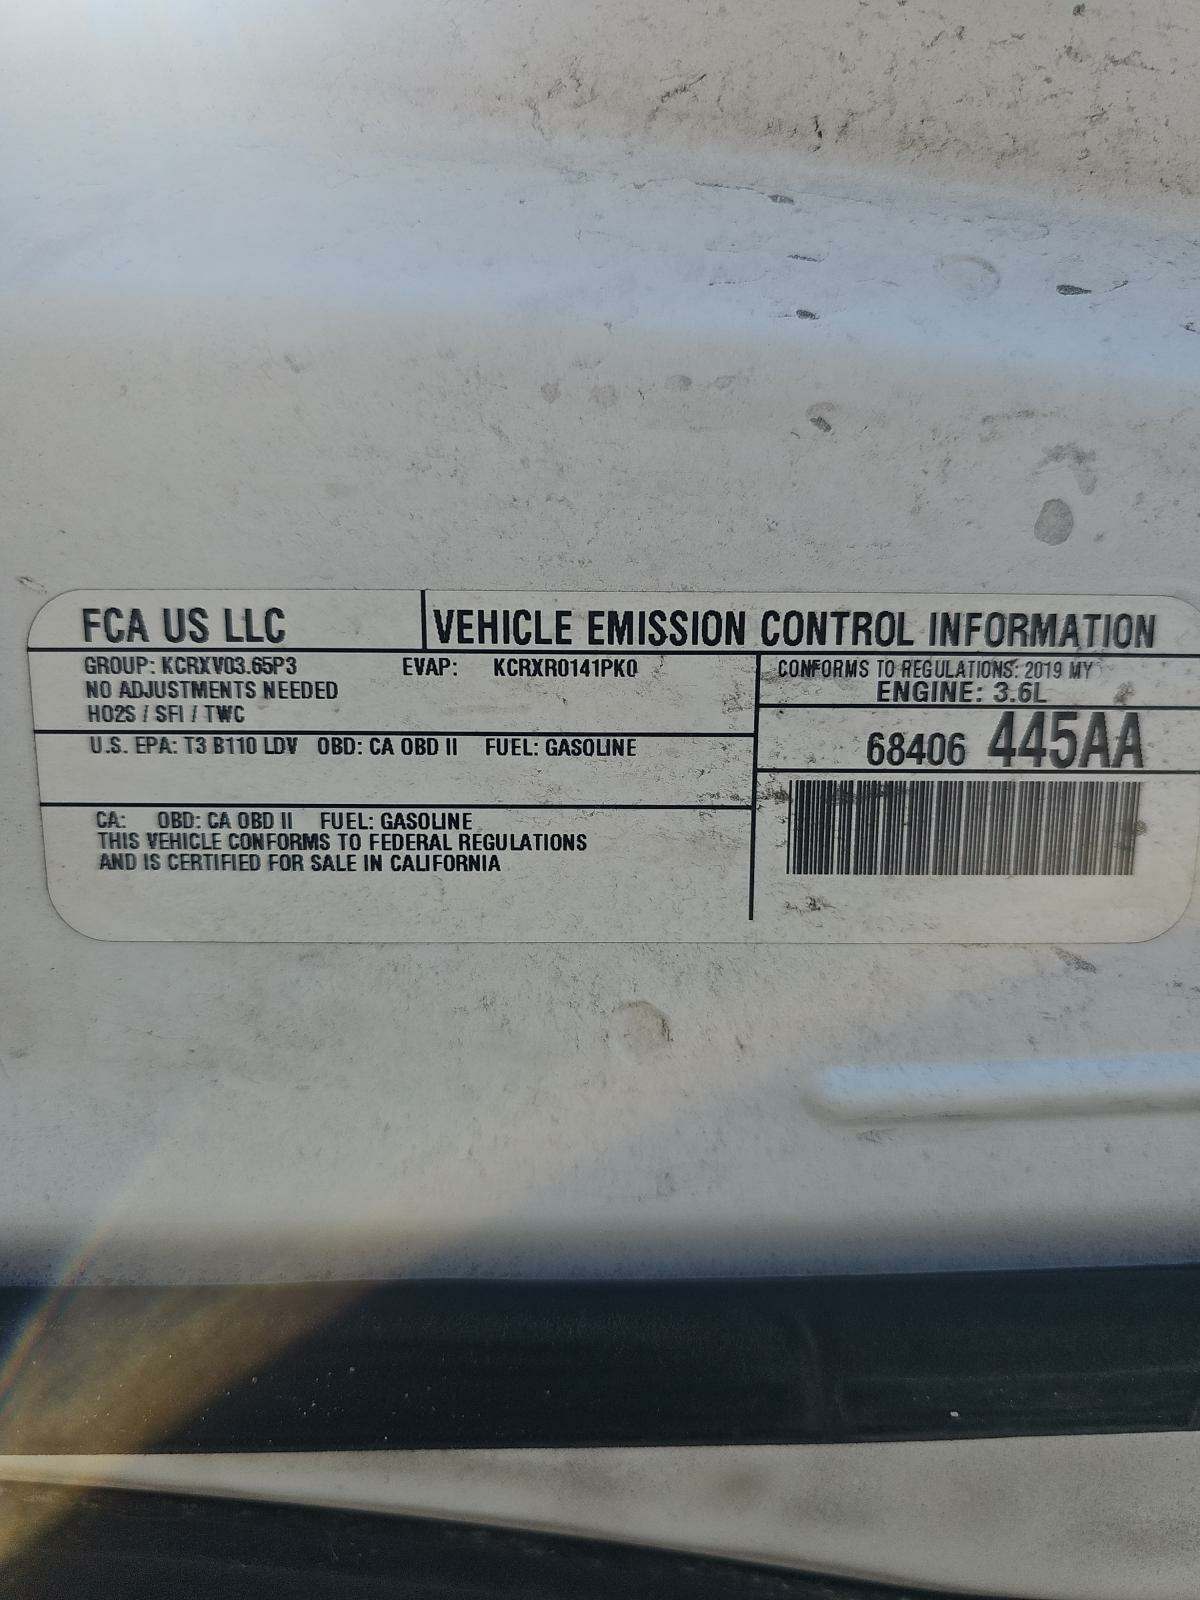 FCA US LLC
VEHICLE EMISSION CONTROL INFORMATION
GROUP: KCRXV03.65P3 EVAP: KCRXR0141PK0
NO ADJUSTMENTS NEEDED
HO2S / SFI / TWC
CONFORMS TO REGULATIONS: 2019 MY
ENGINE: 3.6L
U.S. EPA: T3 B110 LDV OBD: CA OBD II FUEL: GASOLINE
68406 445AA
CA: OBD: CA OBD II FUEL: GASOLINE
THIS VEHICLE CONFORMS TO FEDERAL REGULATIONS
AND IS CERTIFIED FOR SALE IN CALIFORNIA